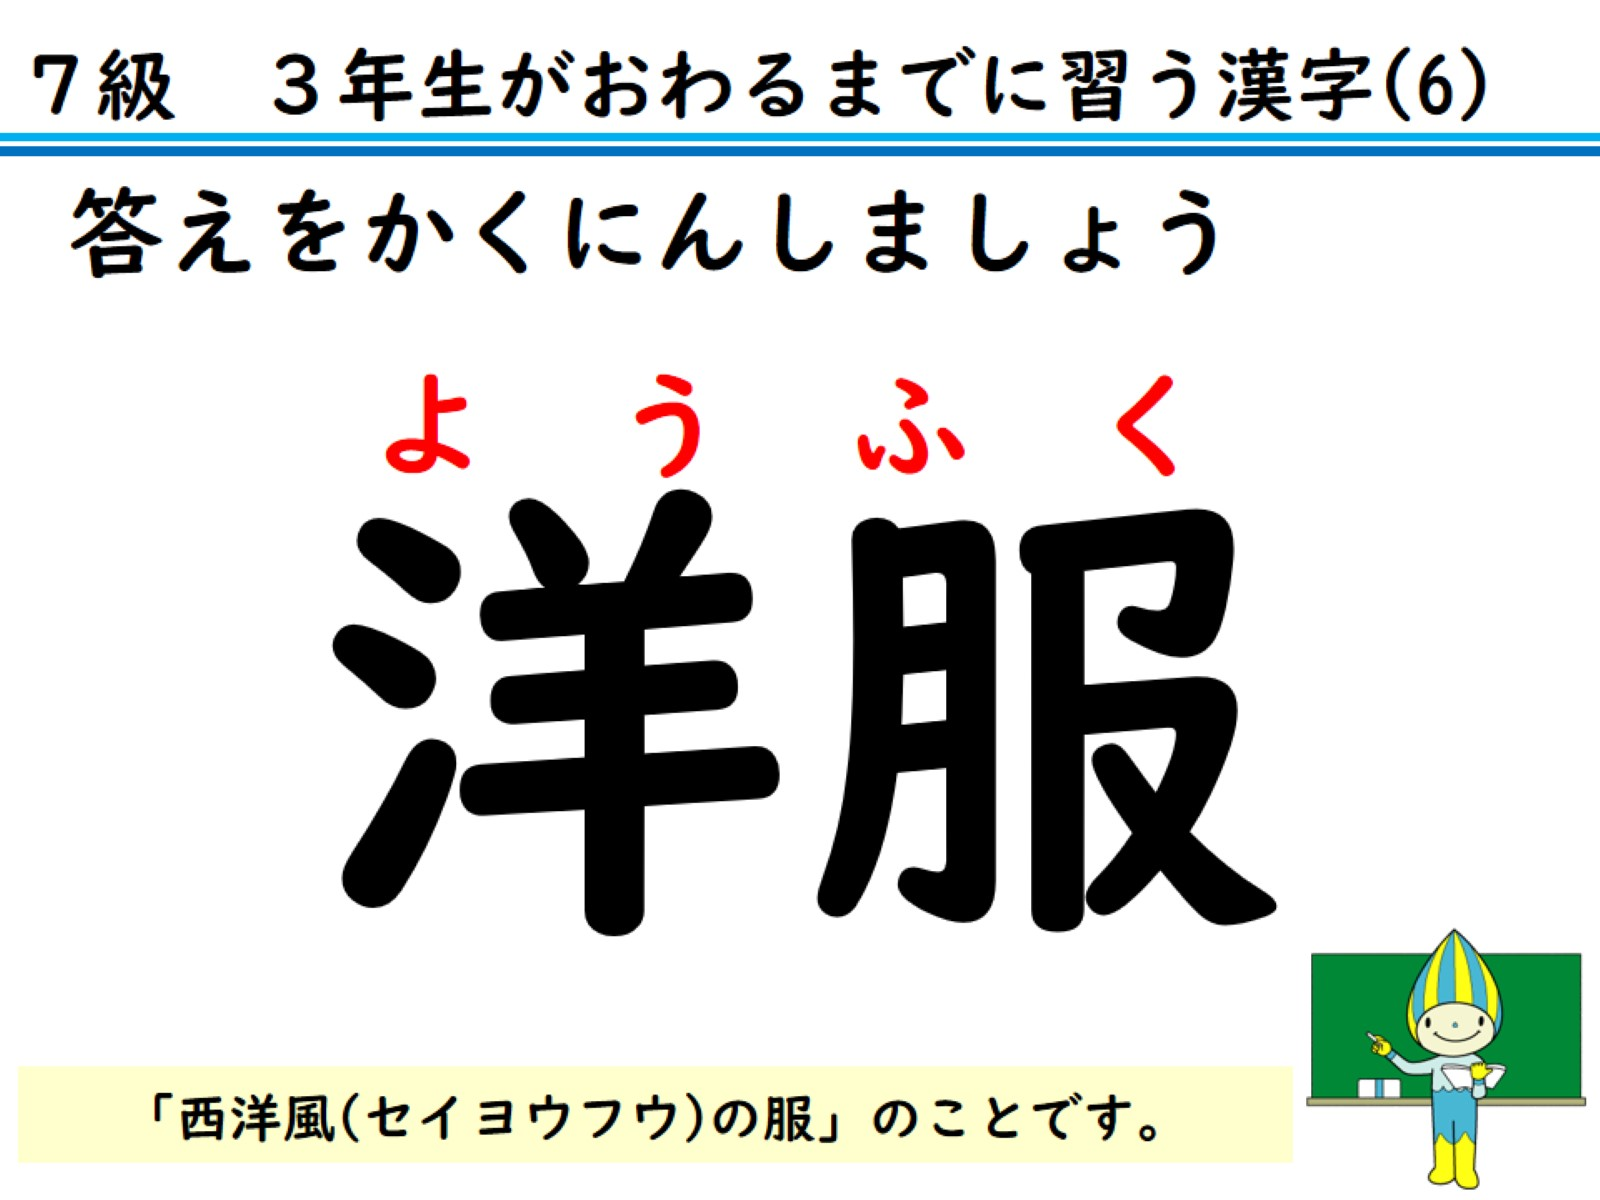 ７級　３年生がおわるまでに習う漢字(6)
答えをかくにんしましょう
ようふく
洋服
「西洋風(セイヨウフウ)の服」のことです。